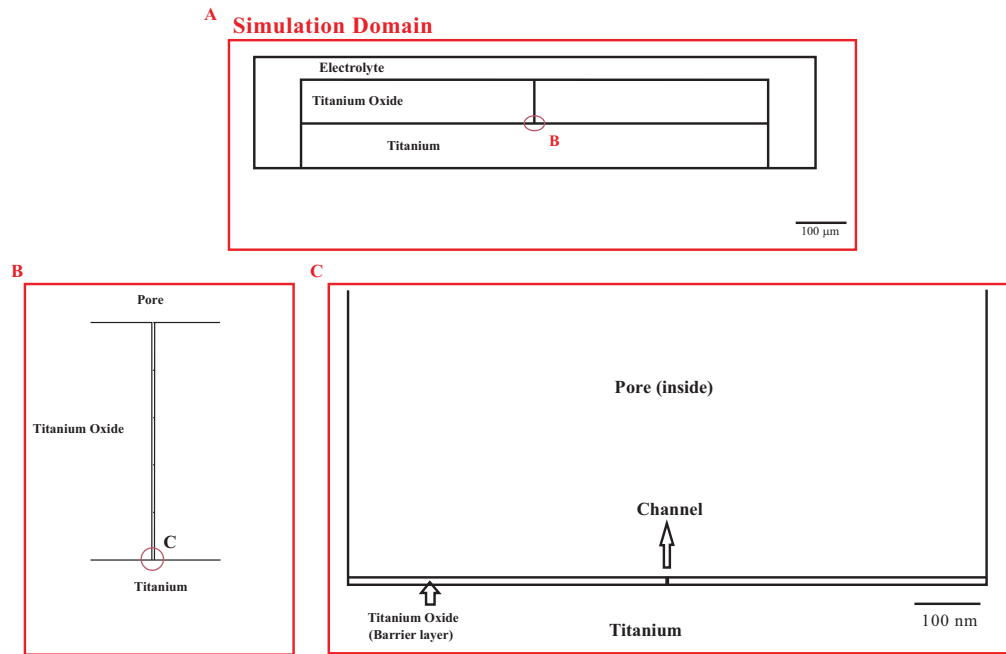 A
Simulation Domain
Electrolyte
Titanium Oxide
Titanium
B
100 μm
B
Pore
Titanium Oxide
C
Titanium
C
Pore (inside)
Channel
Titanium Oxide
(Barrier layer)
Titanium
100 nm